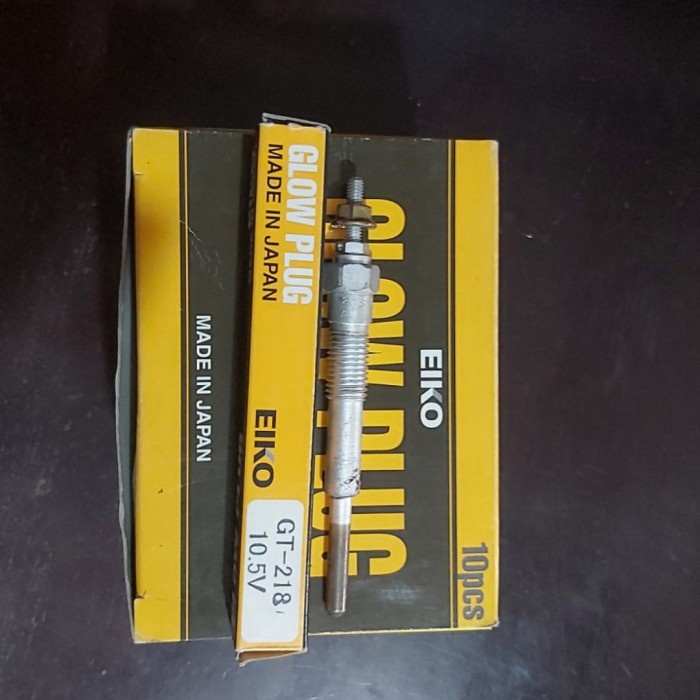 GLOW PLUG
MADE IN JAPAN
EIKO
GT-218
10.5V
GLOW PLUG
EIKO
MADE IN JAPAN
10pcs